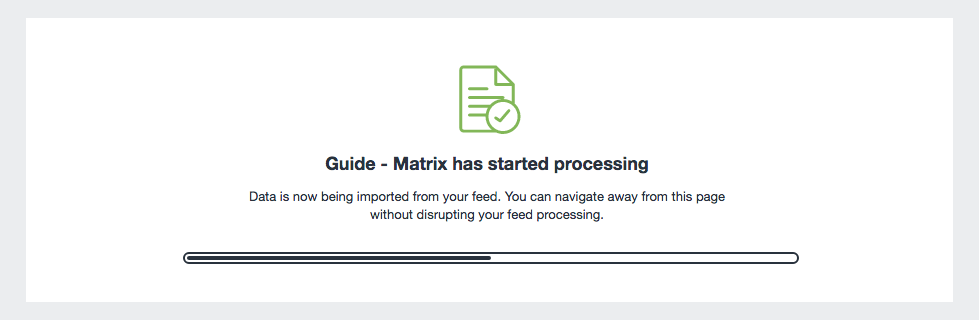 Guide - Matrix has started processing
Data is now being imported from your feed. You can navigate away from this page
without disrupting your feed processing.